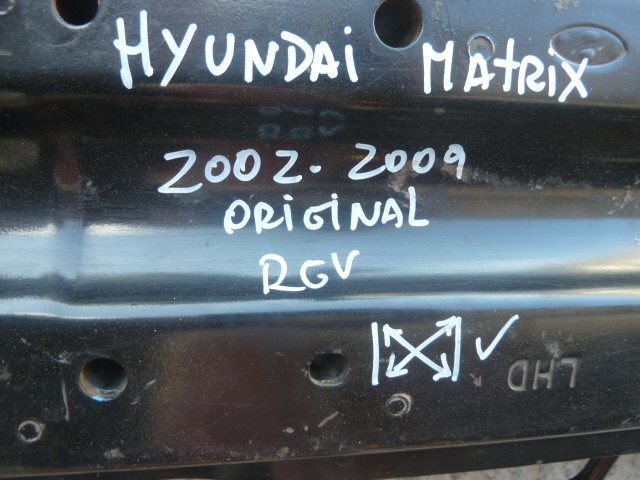 HYUNDAI MATRIX
2002. 2009
ORIGINAL
RGV
LHD